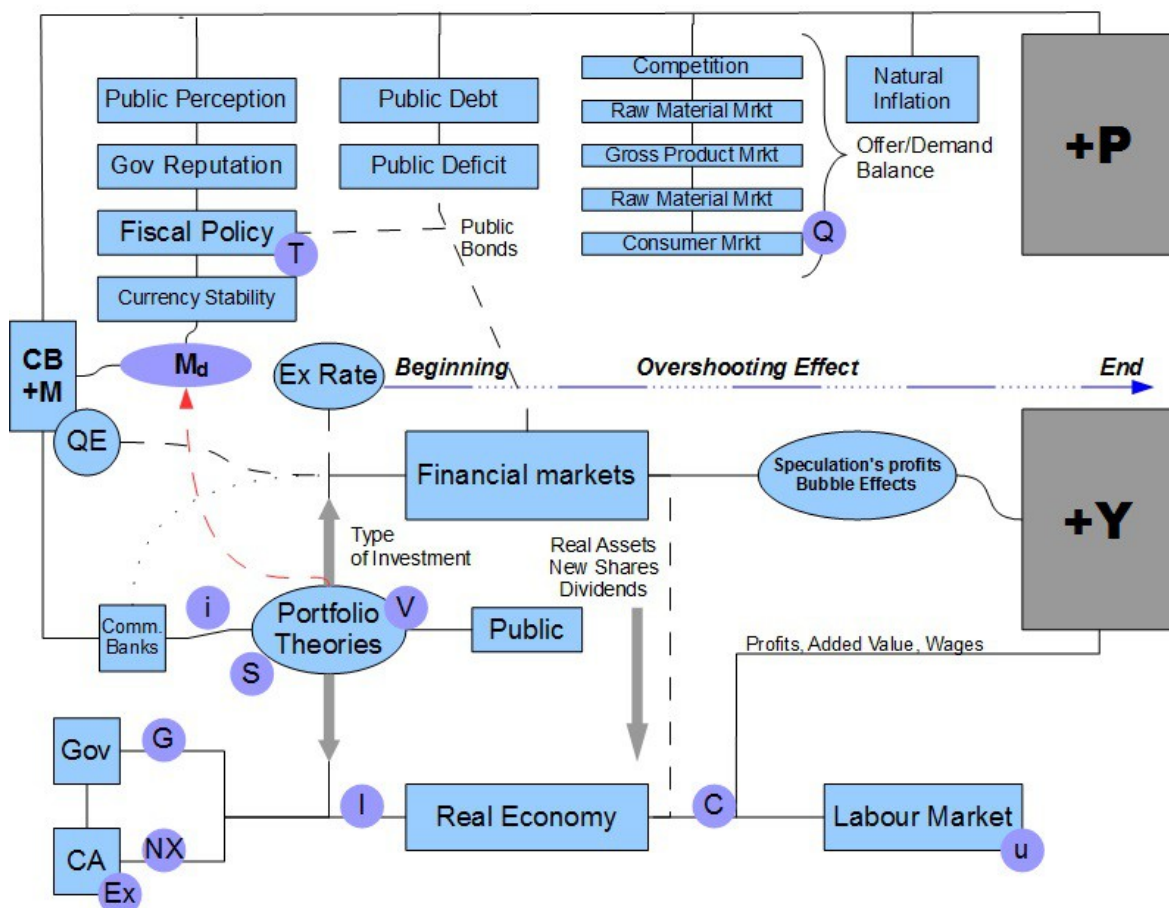 Public Perception
Public Debt
Competition
Natural
Inflation
+P
Raw Material Mrkt
Gov Reputation
Public Deficit
Gross Product Mrkt
Offer/Demand
Balance
Raw Material Mrkt
Fiscal Policy
T
Public
Bonds
Consumer Mrkt
Q
Currency Stability
CB
+M
Md
Ex Rate
Beginning
Overshooting Effect
End
QE
Financial markets
Speculation's profits
Bubble Effects
+Y
Type
of Investment
Real Assets
New Shares
Dividends
i
Portfolio
Theories
V
Public
Comm.
Banks
S
Profits, Added Value, Wages
Gov
G
I
Real Economy
C
Labour Market
u
CA
NX
Ex